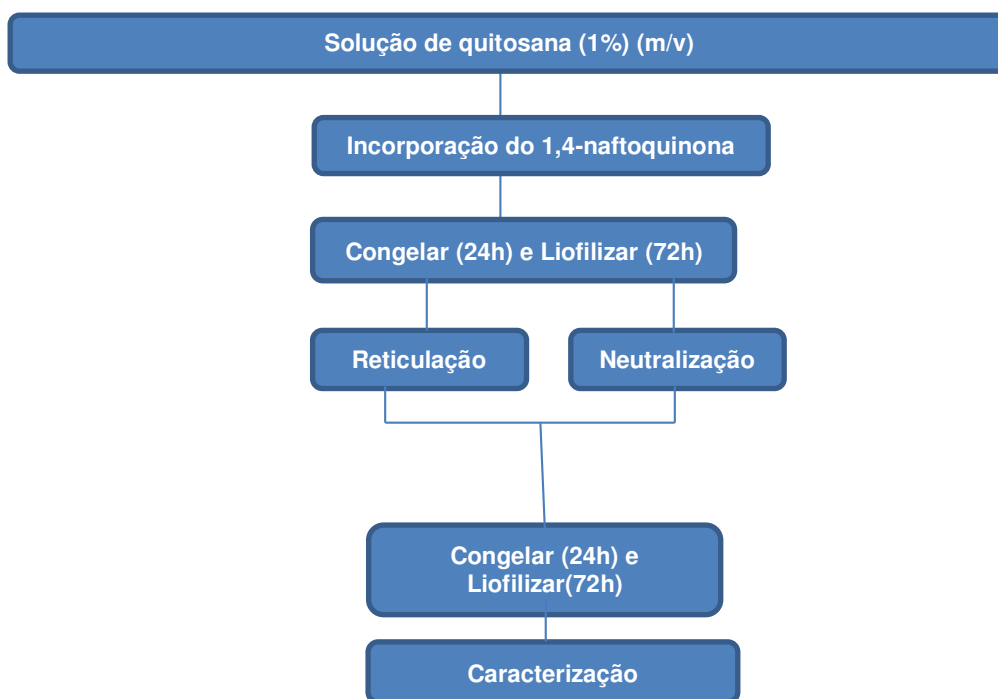 Solução de quitosana (1%) (m/v)
Incorporação do 1,4-naftoquinona
Congelar (24h) e Liofilizar (72h)
Reticulação
Neutralização
Congelar (24h) e
Liofilizar(72h)
Caracterização